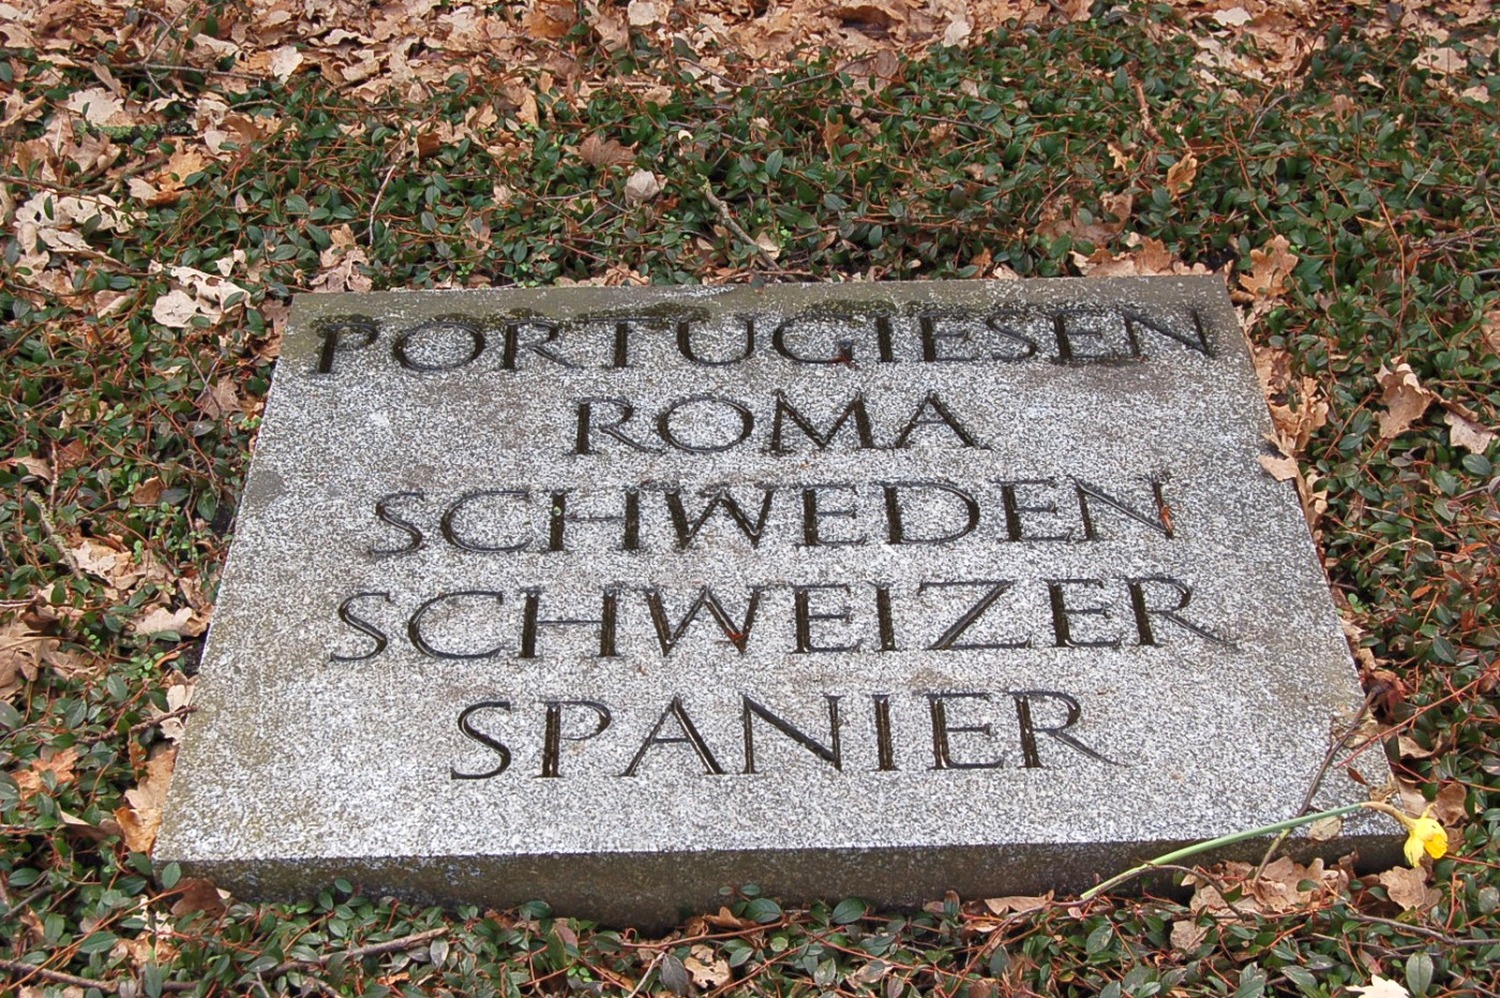 PORTUGIESEN
ROMA
SCHWEDEN
SCHWEIZER
SPANIER